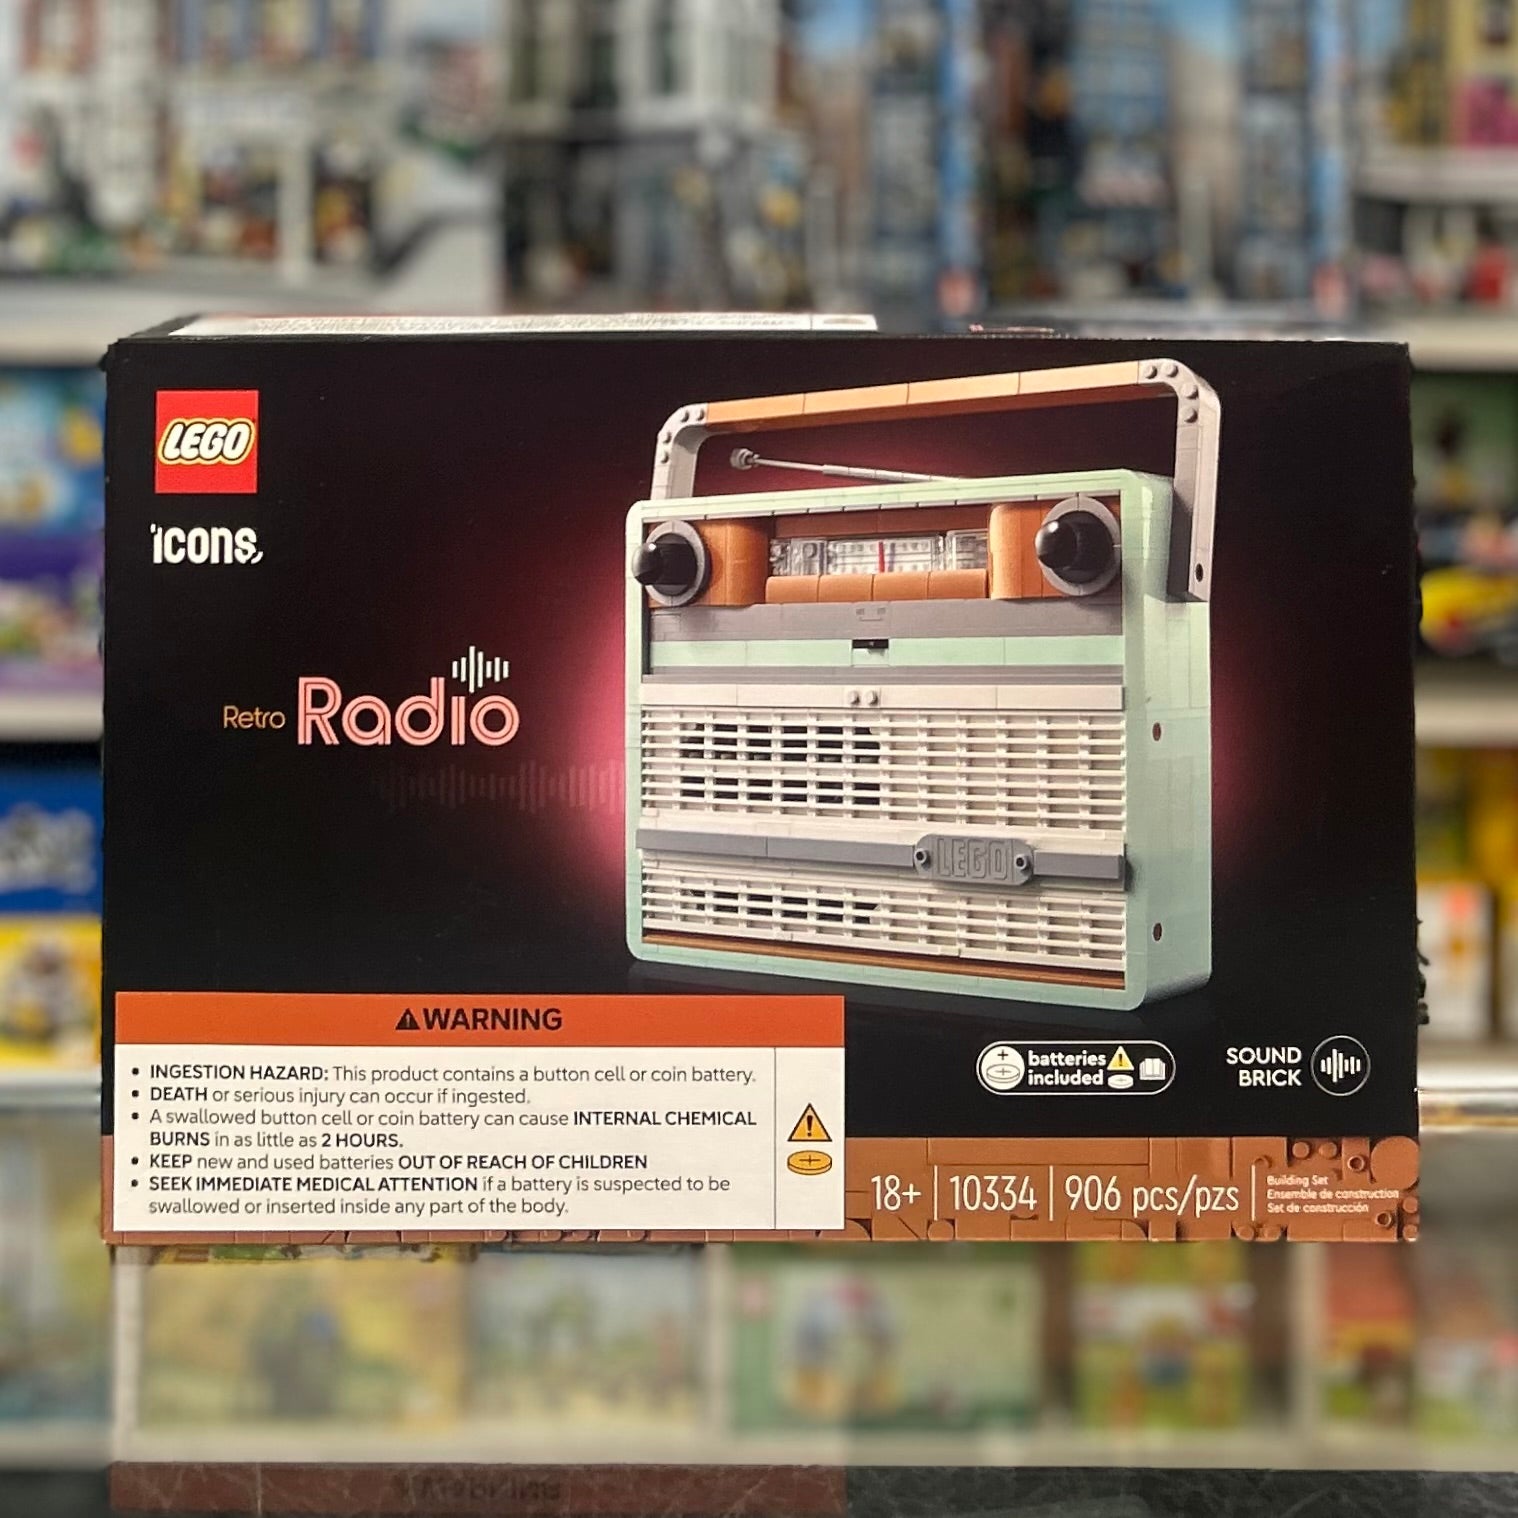 LEGO
icons
Retro Radio
LEGO
⚠WARNING
• INGESTION HAZARD: This product contains a button cell or coin battery.
• DEATH or serious injury can occur if ingested.
• A swallowed button cell or coin battery can cause INTERNAL CHEMICAL
BURNS in as little as 2 HOURS.
• KEEP new and used batteries OUT OF REACH OF CHILDREN
• SEEK IMMEDIATE MEDICAL ATTENTION if a battery is suspected to be
swallowed or inserted inside any part of the body.
batteries
included
SOUND
BRICK
18+ | 10334 | 906 pcs/pzs
Building Set
Ensemble de construction
Set de construcción